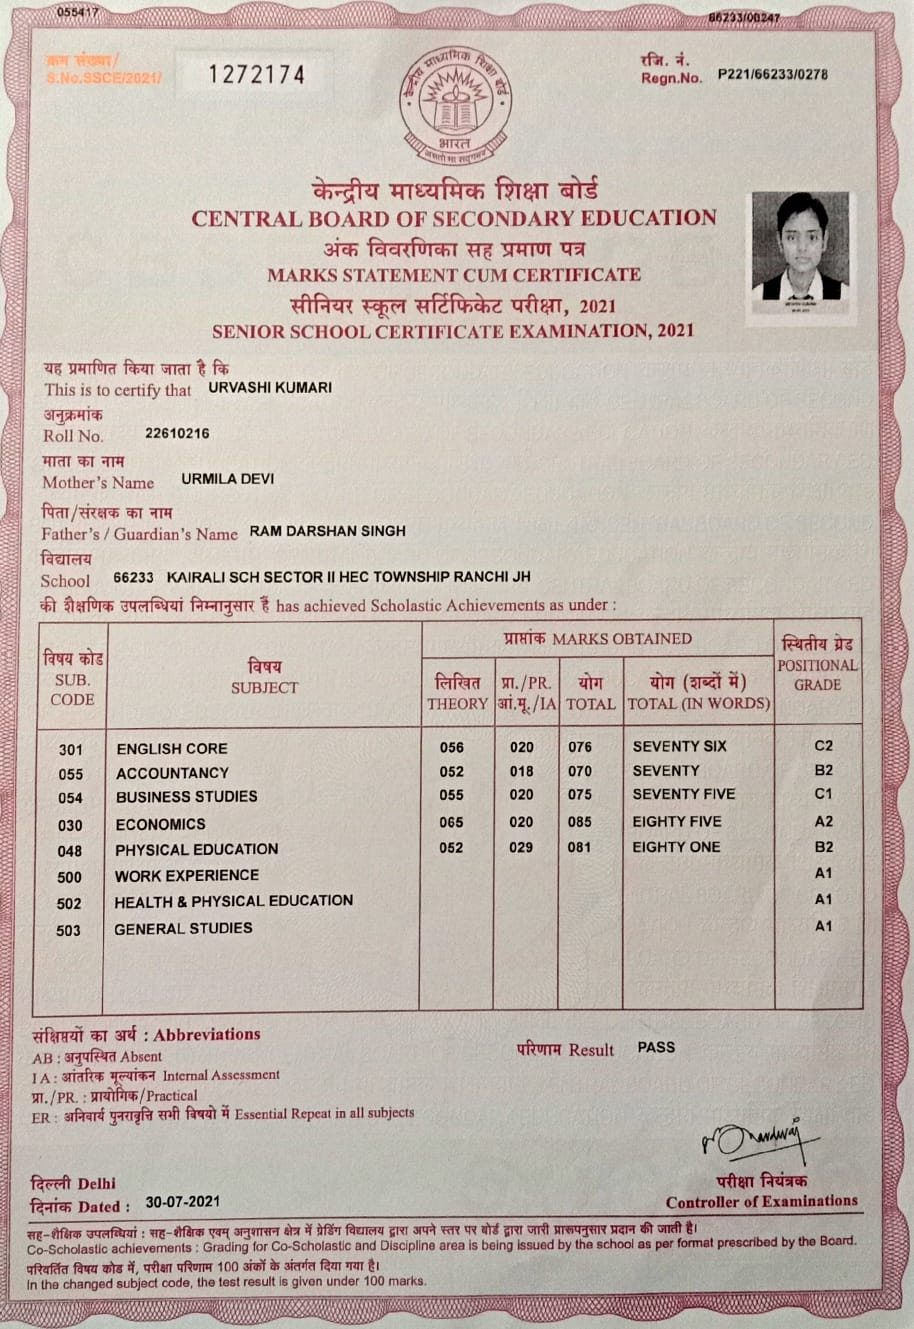 055417
66233/00247
क्रम संख्या/
S.No.SSCE/2021/ 1272174
रजि. नं.
Regn.No. P221/66233/0278
केन्द्रीय माध्यमिक शिक्षा बोर्ड
भारत
असतो मा सद्गमय
केन्द्रीय माध्यमिक शिक्षा बोर्ड
CENTRAL BOARD OF SECONDARY EDUCATION
अंक विवरणिका सह प्रमाण पत्र
MARKS STATEMENT CUM CERTIFICATE
सीनियर स्कूल सर्टिफिकेट परीक्षा, 2021
SENIOR SCHOOL CERTIFICATE EXAMINATION, 2021
यह प्रमाणित किया जाता है कि
This is to certify that URVASHI KUMARI
अनुक्रमांक
Roll No. 22610216
माता का नाम
Mother's Name URMILA DEVI
पिता/संरक्षक का नाम
Father's / Guardian's Name RAM DARSHAN SINGH
विद्यालय
School 66233 KAIRALI SCH SECTOR II HEC TOWNSHIP RANCHI JH
की शैक्षणिक उपलब्धियां निम्नानुसार हैं has achieved Scholastic Achievements as under :
विषय कोड
SUB.
CODE
विषय
SUBJECT
प्राप्तांक MARKS OBTAINED
लिखित
THEORY
प्रा./PR.
आं.मू./IA
योग
TOTAL
योग (शब्दों में)
TOTAL (IN WORDS)
स्थितीय ग्रेड
POSITIONAL
GRADE
301 ENGLISH CORE 056 020 076 SEVENTY SIX C2
055 ACCOUNTANCY 052 018 070 SEVENTY B2
054 BUSINESS STUDIES 055 020 075 SEVENTY FIVE C1
030 ECONOMICS 065 020 085 EIGHTY FIVE A2
048 PHYSICAL EDUCATION 052 029 081 EIGHTY ONE B2
500 WORK EXPERIENCE A1
502 HEALTH & PHYSICAL EDUCATION A1
503 GENERAL STUDIES A1
संक्षिप्तियों का अर्थ : Abbreviations
AB : अनुपस्थित Absent
I A : आंतरिक मूल्यांकन Internal Assessment
प्रा./PR. : प्रायोगिक/Practical
ER : अनिवार्य पुनरावृत्ति सभी विषयो में Essential Repeat in all subjects
परिणाम Result PASS
दिल्ली Delhi
दिनांक Dated : 30-07-2021
परीक्षा नियंत्रक
Controller of Examinations
सह-शैक्षिक उपलब्धियां : सह-शैक्षिक एवम् अनुशासन क्षेत्र में ग्रेडिंग विद्यालय द्वारा अपने स्तर पर बोर्ड द्वारा जारी प्रारूपनुसार प्रदान की जाती है।
Co-Scholastic achievements : Grading for Co-Scholastic and Discipline area is being issued by the school as per format prescribed by the Board.
परिवर्तित विषय कोड में, परीक्षा परिणाम 100 अंकों के अंतर्गत दिया गया है।
In the changed subject code, the test result is given under 100 marks.